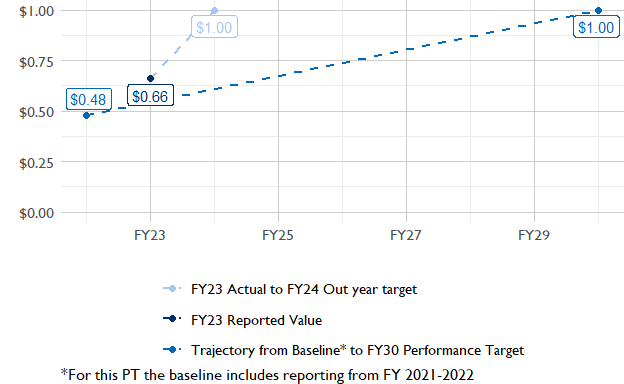 $1.00
$1.00
$1.00
$0.75
$0.48
$0.66
$0.50
$0.25
$0.00
FY23
FY25
FY27
FY29
FY23 Actual to FY24 Out year target
FY23 Reported Value
Trajectory from Baseline* to FY30 Performance Target
*For this PT the baseline includes reporting from FY 2021-2022